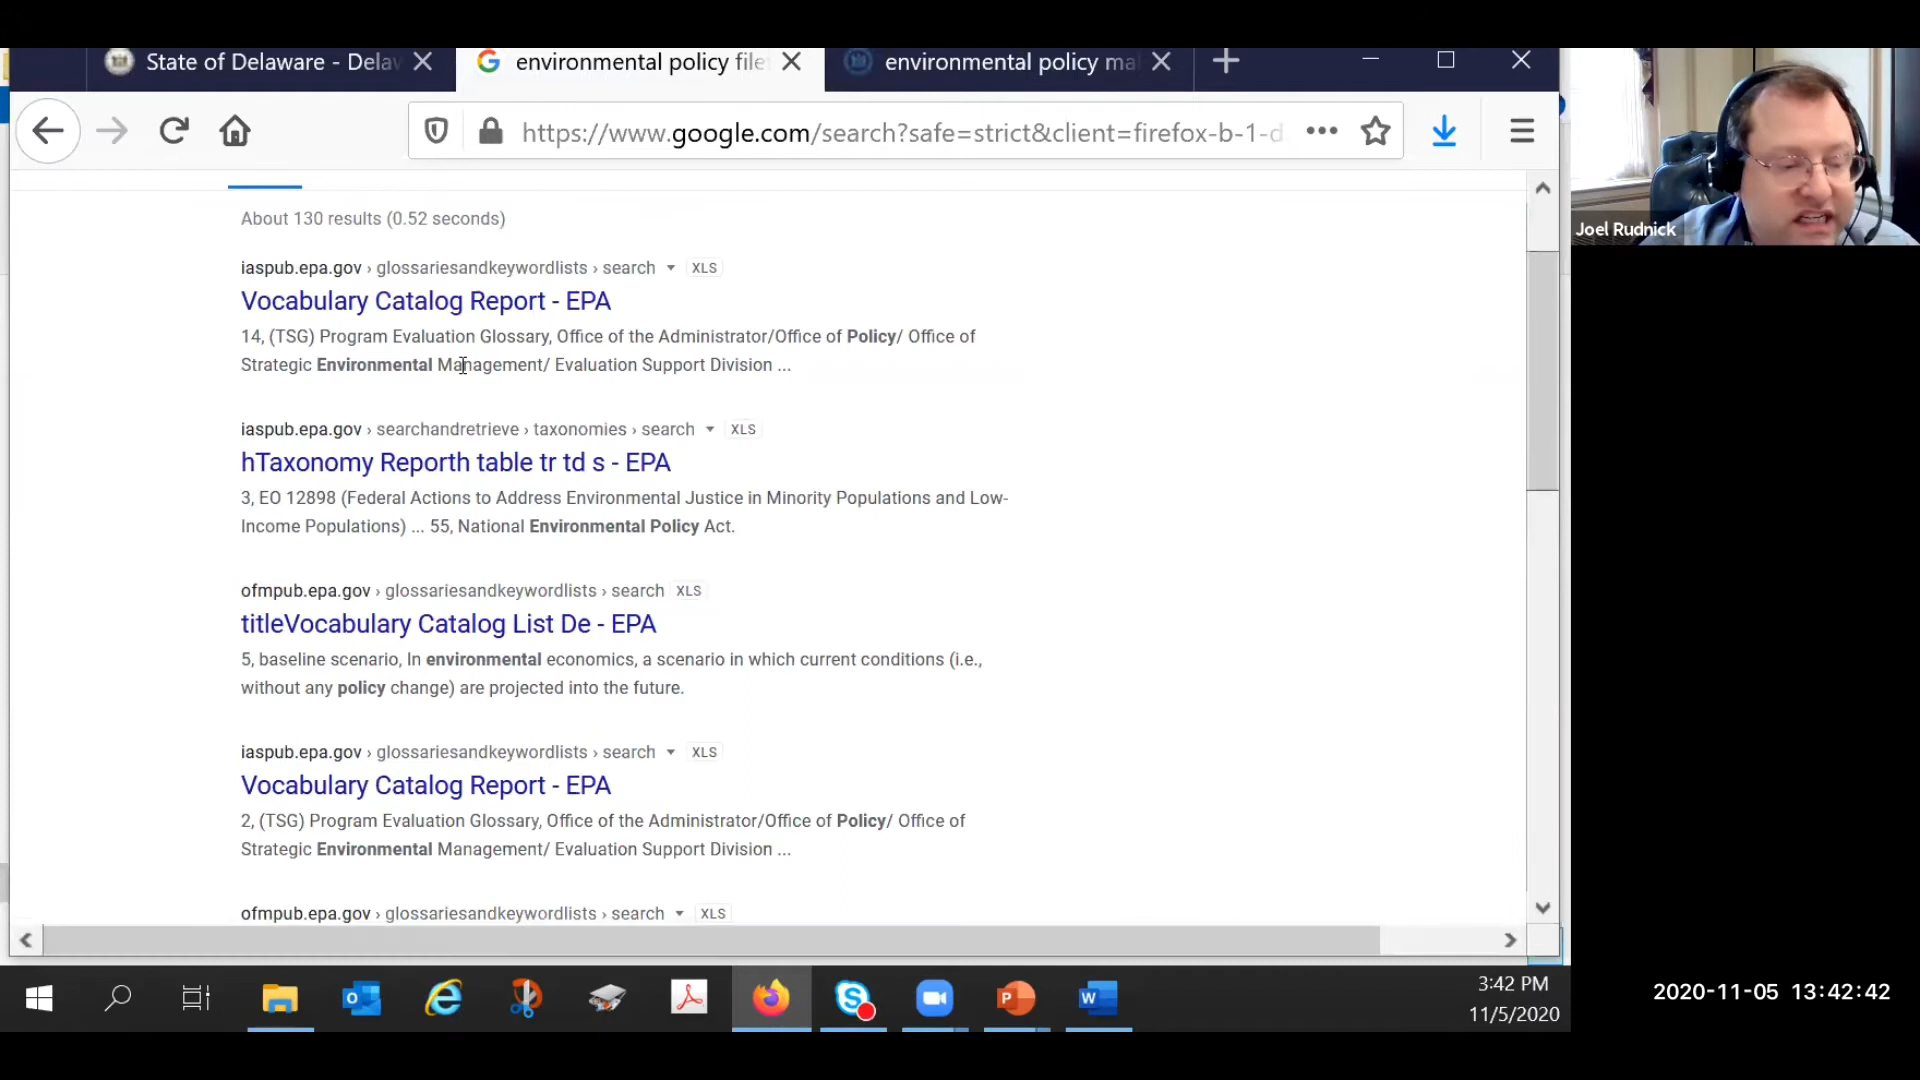 State of Delaware - Delav
environmental policy file
environmental policy ma
https://www.google.com/search?safe=strict&client=firefox-b-1-d
Joel Rudnick
About 130 results (0.52 seconds)
iaspub.epa.gov › glossariesandkeywordlists › search XLS
Vocabulary Catalog Report - EPA
14, (TSG) Program Evaluation Glossary, Office of the Administrator/Office of Policy/ Office of
Strategic Environmental Management/ Evaluation Support Division ...
iaspub.epa.gov › searchandretrieve › taxonomies › search XLS
hTaxonomy Reporth table tr td s - EPA
3, EO 12898 (Federal Actions to Address Environmental Justice in Minority Populations and Low-
Income Populations) ... 55, National Environmental Policy Act.
ofmpub.epa.gov › glossariesandkeywordlists › search XLS
titleVocabulary Catalog List De - EPA
5, baseline scenario, In environmental economics, a scenario in which current conditions (i.e.,
without any policy change) are projected into the future.
iaspub.epa.gov › glossariesandkeywordlists › search XLS
Vocabulary Catalog Report - EPA
2, (TSG) Program Evaluation Glossary, Office of the Administrator/Office of Policy/ Office of
Strategic Environmental Management/ Evaluation Support Division ...
ofmpub.epa.gov › glossariesandkeywordlists › search XLS
3:42 PM
11/5/2020
2020-11-05 13:42:42